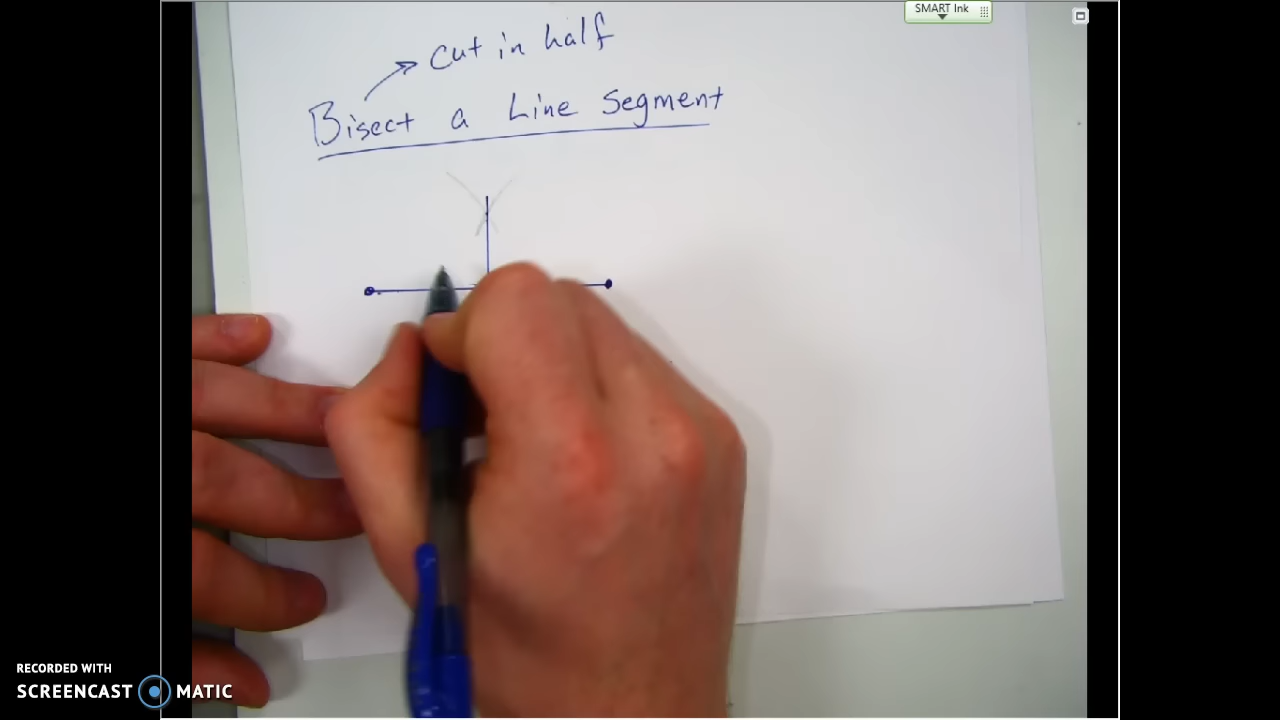 SMART Ink
Cut in half
Bisect a Line Segment
RECORDED WITH
SCREENCAST MATIC